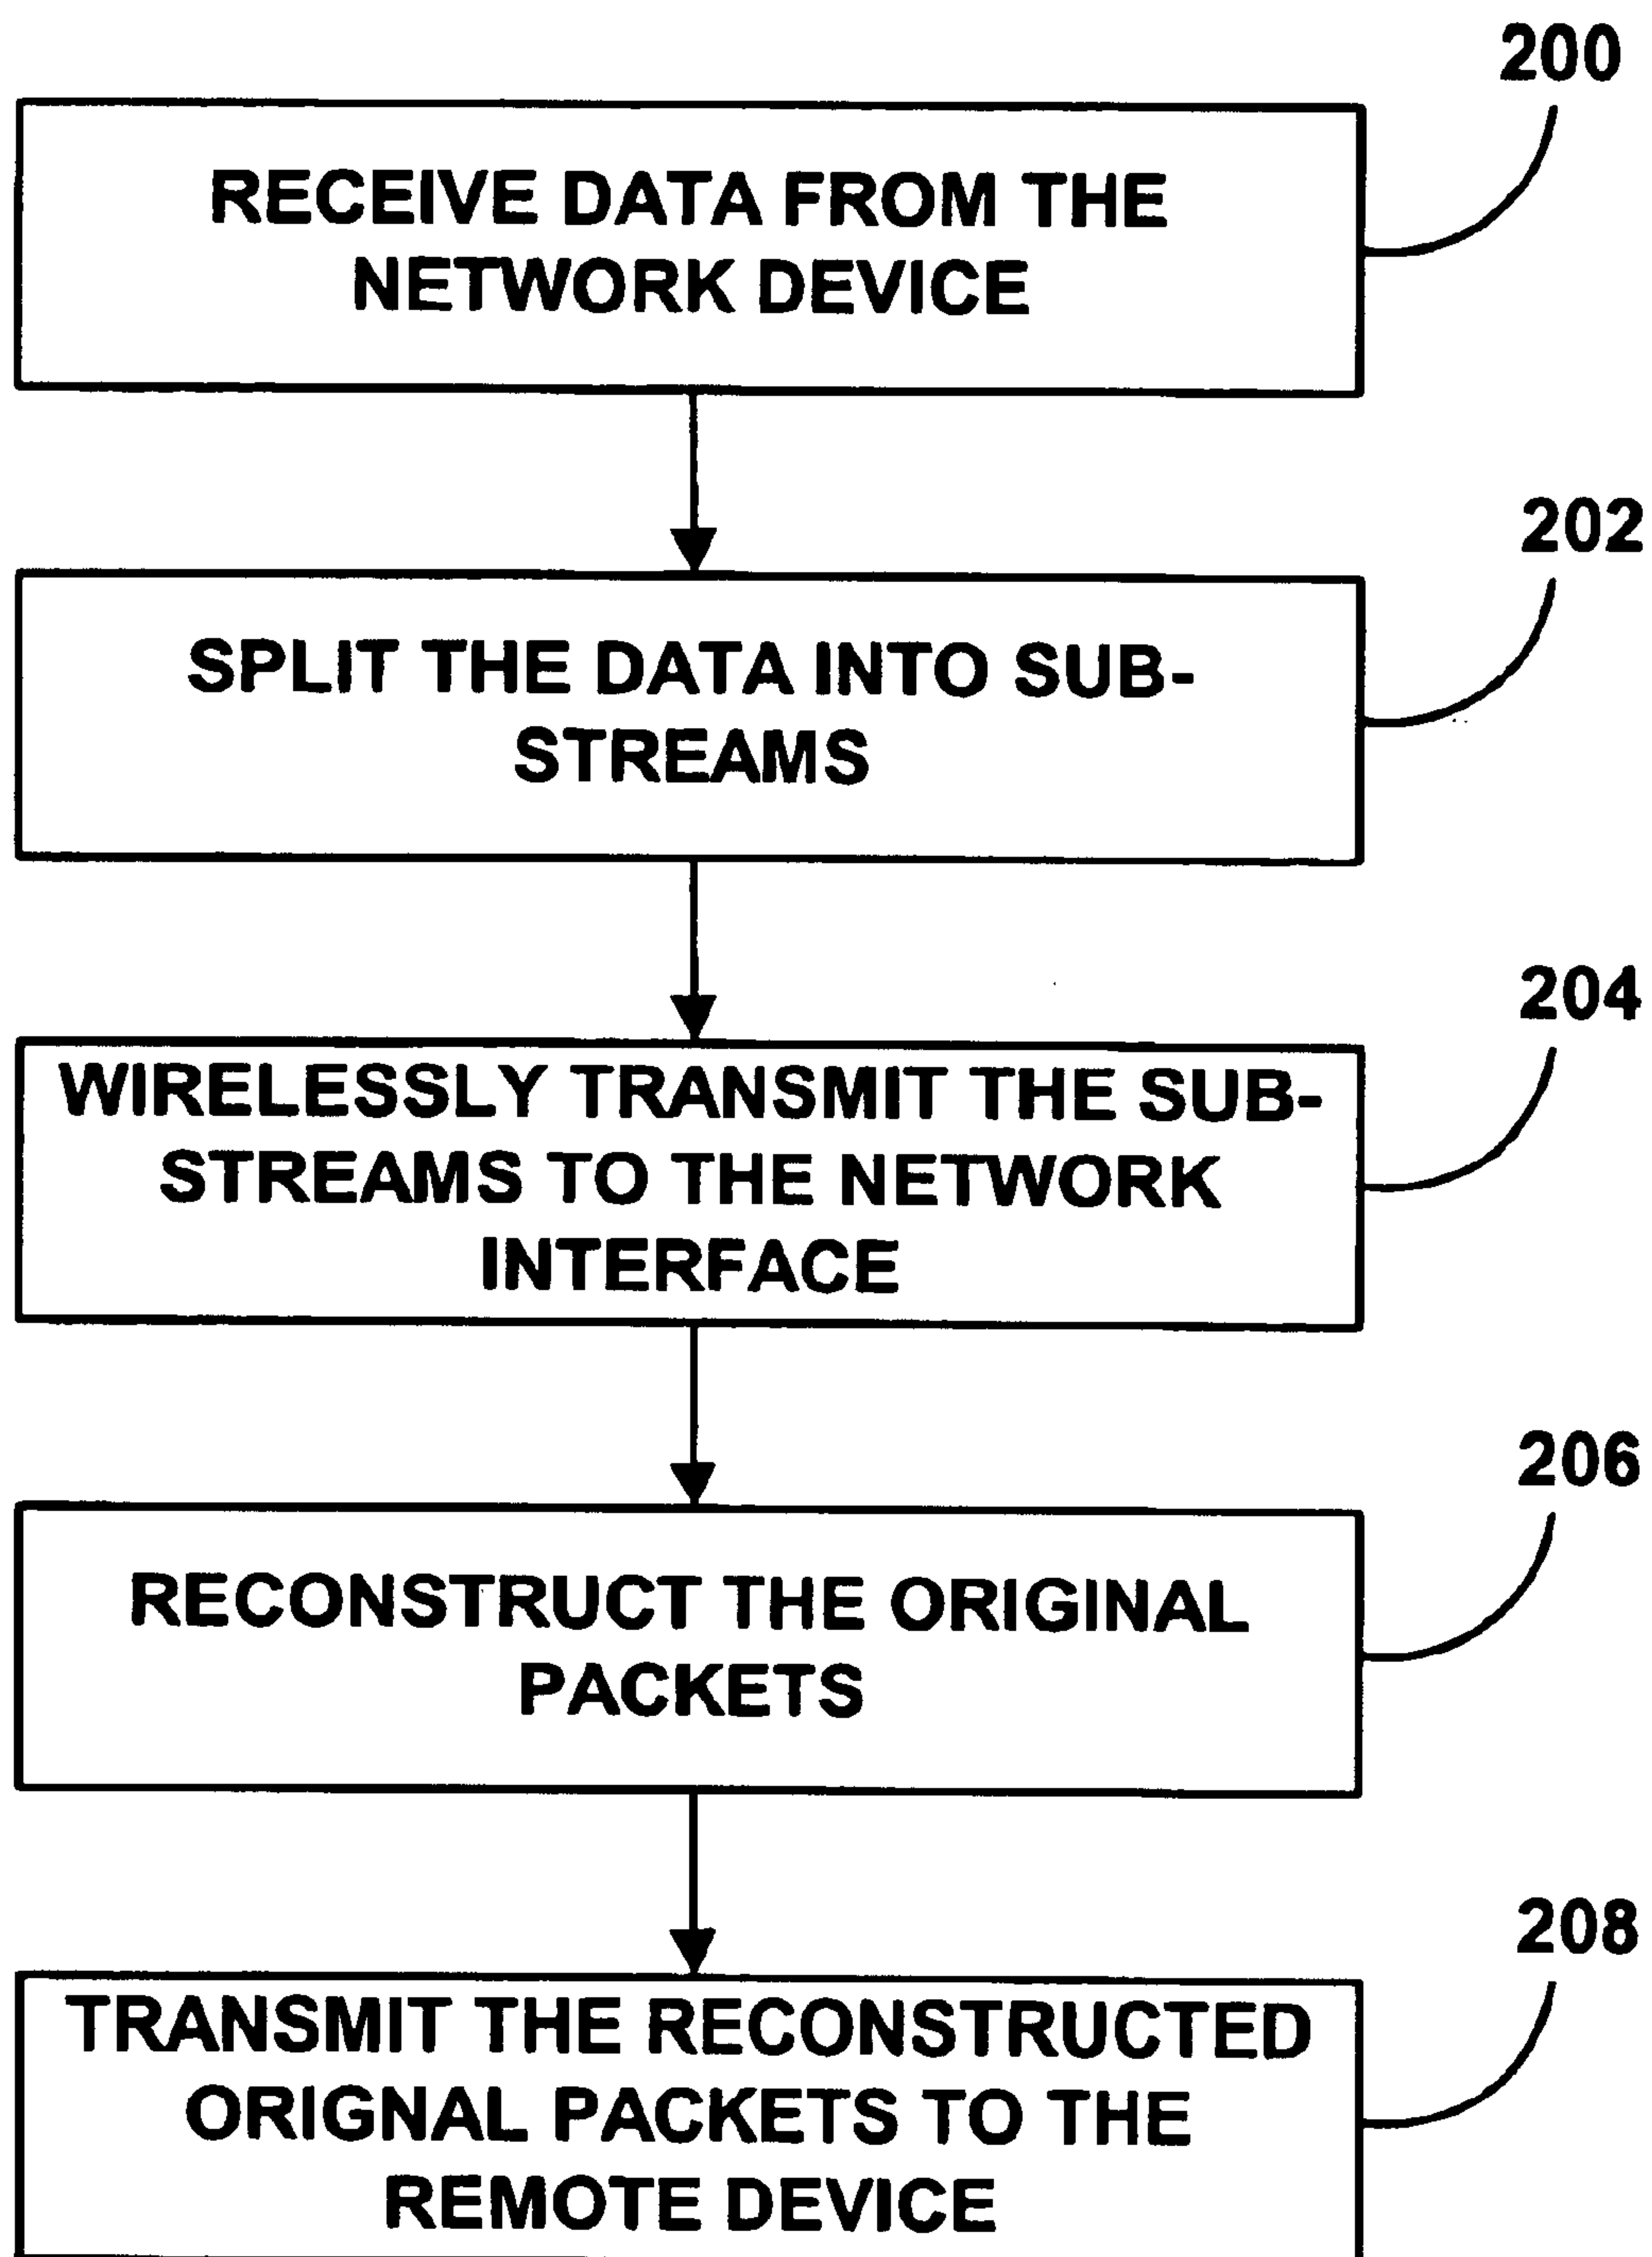 200
RECEIVE DATA FROM THE
NETWORK DEVICE
202
SPLIT THE DATA INTO SUB-
STREAMS
204
WIRELESSLY TRANSMIT THE SUB-
STREAMS TO THE NETWORK
INTERFACE
206
RECONSTRUCT THE ORIGINAL
PACKETS
208
TRANSMIT THE RECONSTRUCTED
ORIGNAL PACKETS TO THE
REMOTE DEVICE